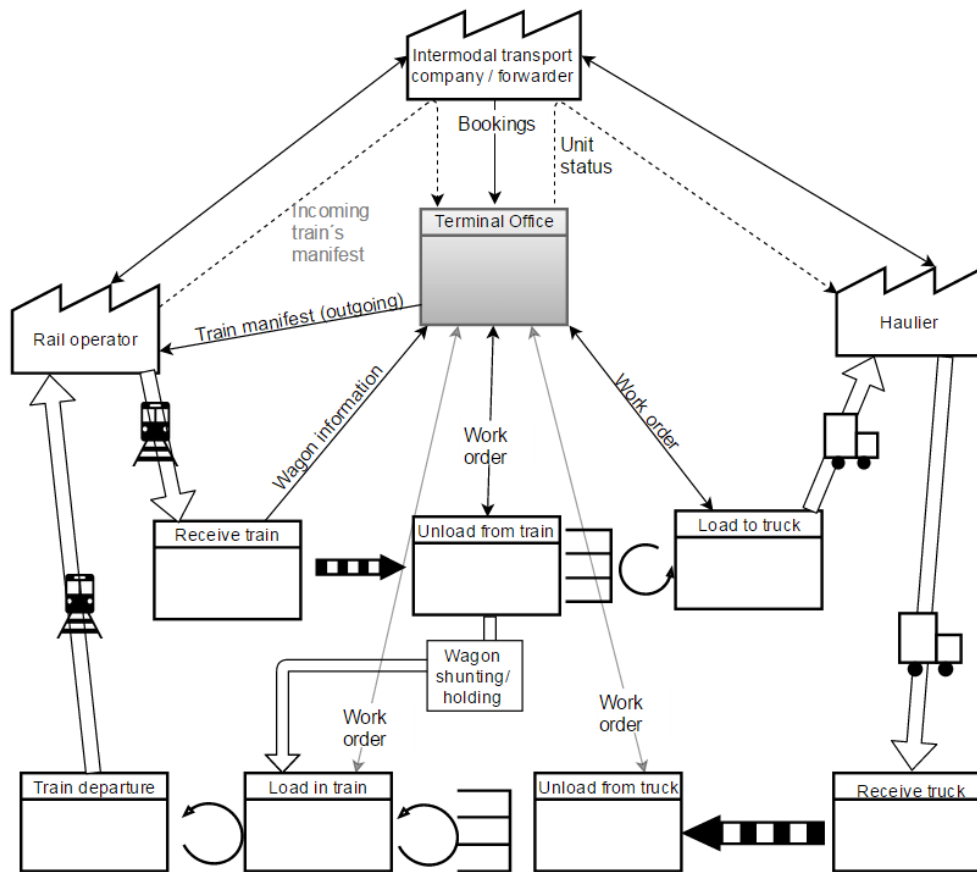 Intermodal transport
company / forwarder
Bookings
Unit
status
Incoming
train´s
manifest
Terminal Office
Train manifest (outgoing)
Rail operator
Haulier
Wagon information
Work
order
Work order
Receive train
Unload from train
Load to truck
Wagon
shunting/
holding
Work
order
Work
order
Train departure
Load in train
Unload from truck
Receive truck